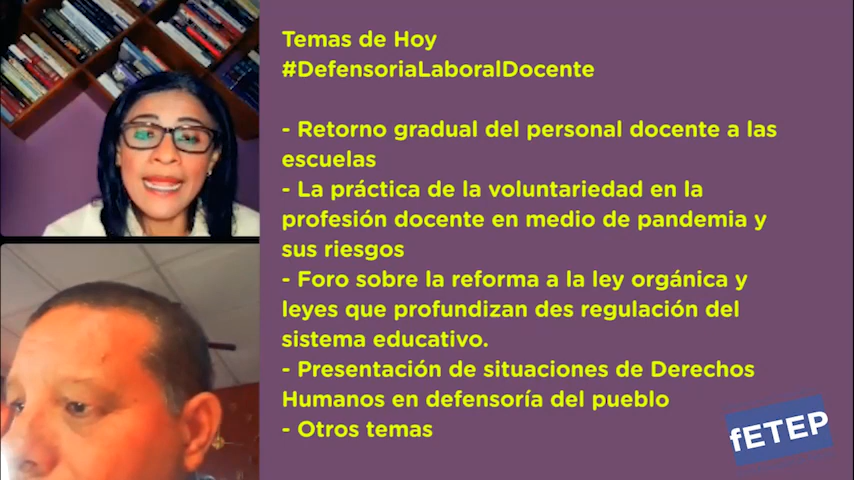 Temas de Hoy
#DefensoriaLaboralDocente
- Retorno gradual del personal docente a las
escuelas
- La práctica de la voluntariedad en la
profesión docente en medio de pandemia y
sus riesgos
- Foro sobre la reforma a la ley orgánica y
leyes que profundizan des regulación del
sistema educativo.
- Presentación de situaciones de Derechos
Humanos en defensoría del pueblo
- Otros temas
fETEP